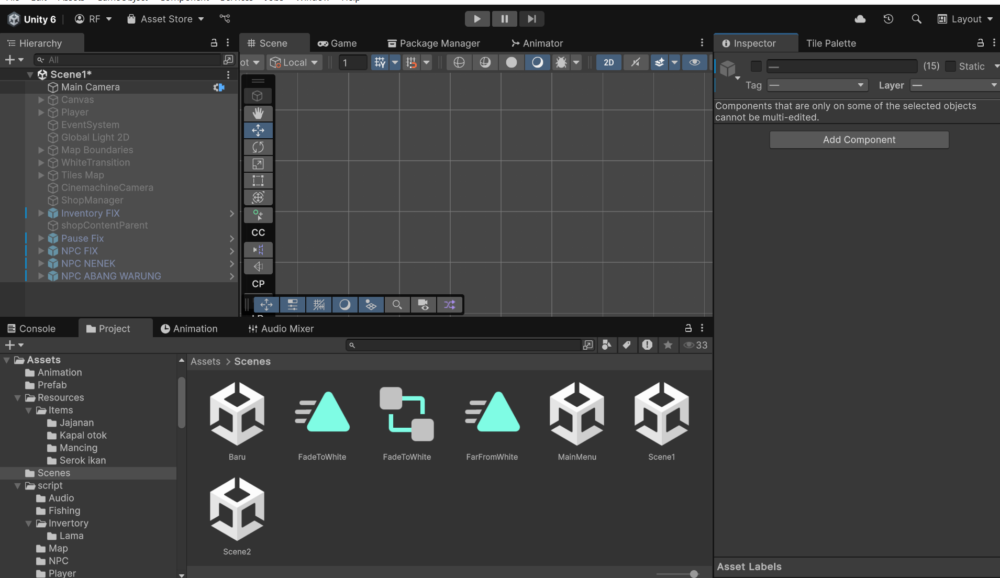 Unity 6
RF
Asset Store
Layout
Hierarchy
All
Scene1*
Main Camera
Canvas
Player
EventSystem
Global Light 2D
Map Boundaries
WhiteTransition
Tiles Map
CinemachineCamera
ShopManager
Inventory FIX
shopContentParent
Pause Fix
NPC FIX
NPC NENEK
NPC ABANG WARUNG
Scene
Game
Package Manager
Animator
ot
Local
1
2D
CC
CP
Inspector
Tile Palette
—
(15)
Static
Tag
—
Layer
—
Components that are only on some of the selected objects
cannot be multi-edited.
Add Component
Console
Project
Animation
Audio Mixer
33
Assets
Animation
Prefab
Resources
Items
Jajanan
Kapal otok
Mancing
Serok ikan
Scenes
script
Audio
Fishing
Invertory
Lama
Map
NPC
Player
Assets > Scenes
Baru
FadeToWhite
FadeToWhite
FarFromWhite
MainMenu
Scene1
Scene2
Asset Labels